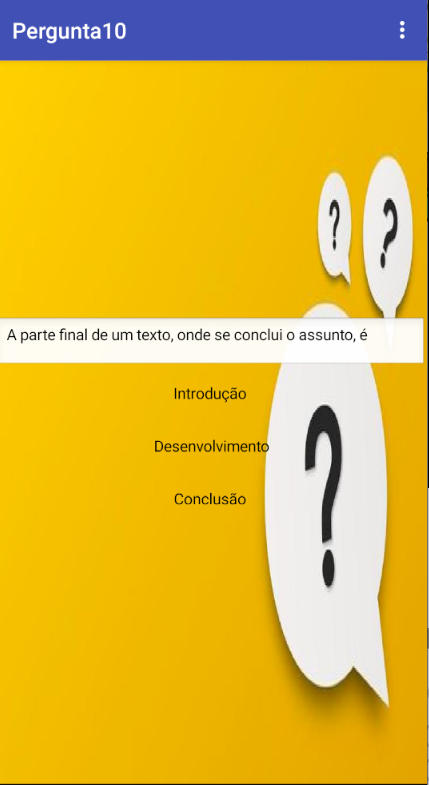 Pergunta10
A parte final de um texto, onde se conclui o assunto, é
Introdução
Desenvolvimento
Conclusão
? ?
?